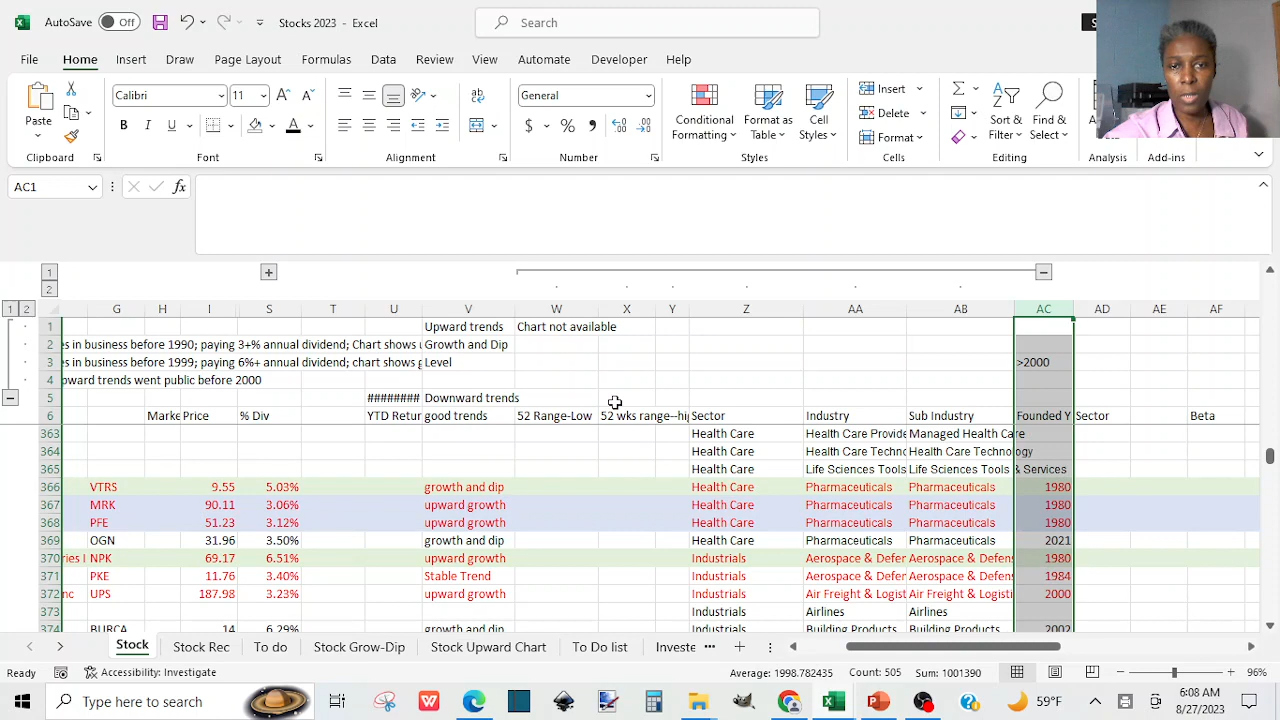 AutoSave Off Stocks 2023 - Excel Search
File Home Insert Draw Page Layout Formulas Data Review View Automate Developer Help
Paste Calibri 11 General Conditional Formatting Format as Table Cell Styles Insert Delete Format Sort & Filter Find & Select
Clipboard Font Alignment Number Styles Cells Editing Analysis Add-ins
AC1 fx
1
2
1 2 G H I S T U V W X Y Z AA AB AC AD AE AF
1 Upward trends Chart not available
2 es in business before 1990; paying 3+% annual dividend; Chart shows Growth and Dip
3 es in business before 1999; paying 6%+ annual dividend; chart shows g Level >2000
4 upward trends went public before 2000
5 ######## Downward trends
6 Marke Price % Div YTD Retur good trends 52 Range-Low 52 wks range--hig Sector Industry Sub Industry Founded Y Sector Beta
363 Health Care Health Care Provide Managed Health Care
364 Health Care Health Care Techno Health Care Technology
365 Health Care Life Sciences Tools Life Sciences Tools & Services
366 VTRS 9.55 5.03% growth and dip Health Care Pharmaceuticals Pharmaceuticals 1980
367 MRK 90.11 3.06% upward growth Health Care Pharmaceuticals Pharmaceuticals 1980
368 PFE 51.23 3.12% upward growth Health Care Pharmaceuticals Pharmaceuticals 1980
369 OGN 31.96 3.50% growth and dip Health Care Pharmaceuticals Pharmaceuticals 2021
370 ries I NPK 69.17 6.51% upward growth Industrials Aerospace & Defen Aerospace & Defens 1980
371 PKE 11.76 3.40% Stable Trend Industrials Aerospace & Defen Aerospace & Defens 1984
372 nc UPS 187.98 3.23% upward growth Industrials Air Freight & Logist Air Freight & Logisti 2000
373 Industrials Airlines Airlines
374 BURCA 14 6.29% growth and dip Industrials Building Products Building Products 2002
Stock Stock Rec To do Stock Grow-Dip Stock Upward Chart To Do list Investe ...
Accessibility: Investigate Average: 1998.782435 Count: 505 Sum: 1001390 96%
Type here to search 59°F 6:08 AM
8/27/2023